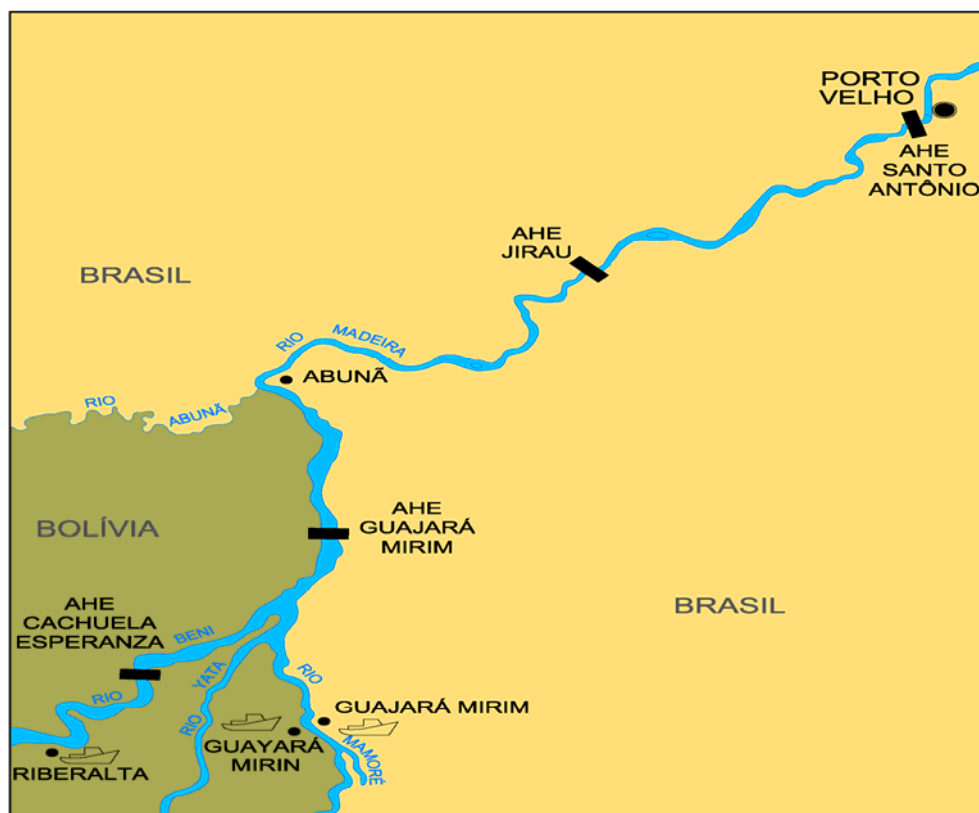 PORTO
VELHO
AHE
SANTO
ANTÔNIO
AHE
JIRAU
BRASIL
RIO
MADEIRA
ABUNÃ
RIO
ABUNÃ
AHE
GUAJARÁ
MIRIM
BOLÍVIA
AHE
CACHUELA
ESPERANZA
BRASIL
BENI
RIO
YATA
RIO
RIO
MAMORÉ
GUAJARÁ MIRIM
GUAYARÁ
MIRIN
RIO
RIBERALTA